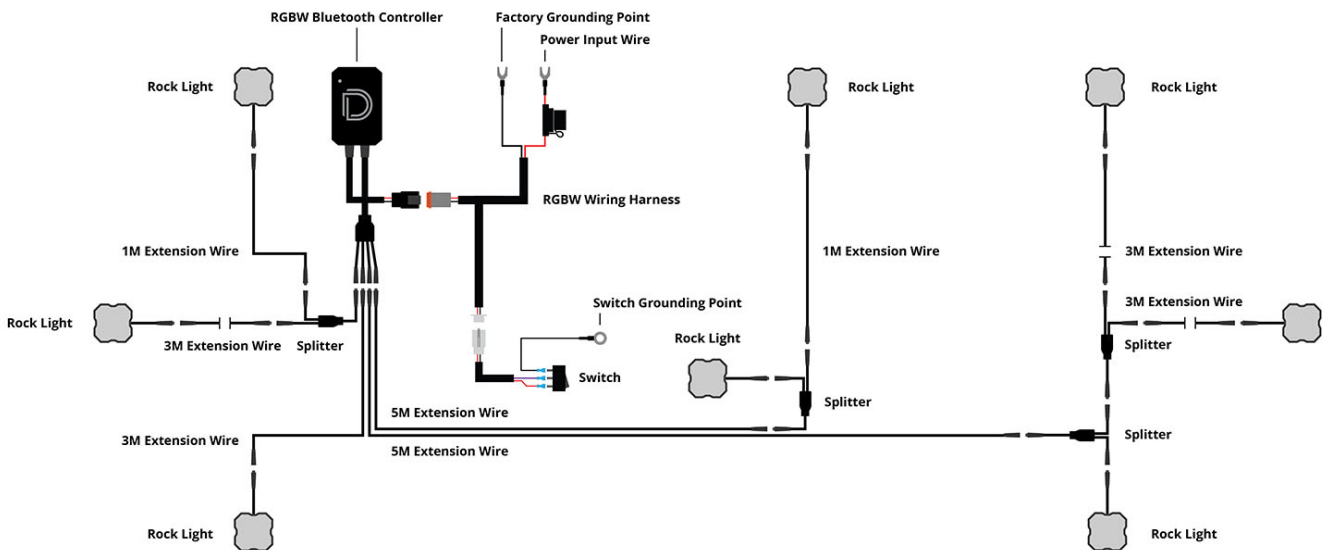 RGBW Bluetooth Controller
Factory Grounding Point
Power Input Wire
Rock Light
Rock Light
Rock Light
RGBW Wiring Harness
1M Extension Wire
1M Extension Wire
3M Extension Wire
Switch Grounding Point
3M Extension Wire
Rock Light
3M Extension Wire
Splitter
Rock Light
Splitter
Switch
Splitter
5M Extension Wire
3M Extension Wire
5M Extension Wire
Splitter
Rock Light
Rock Light